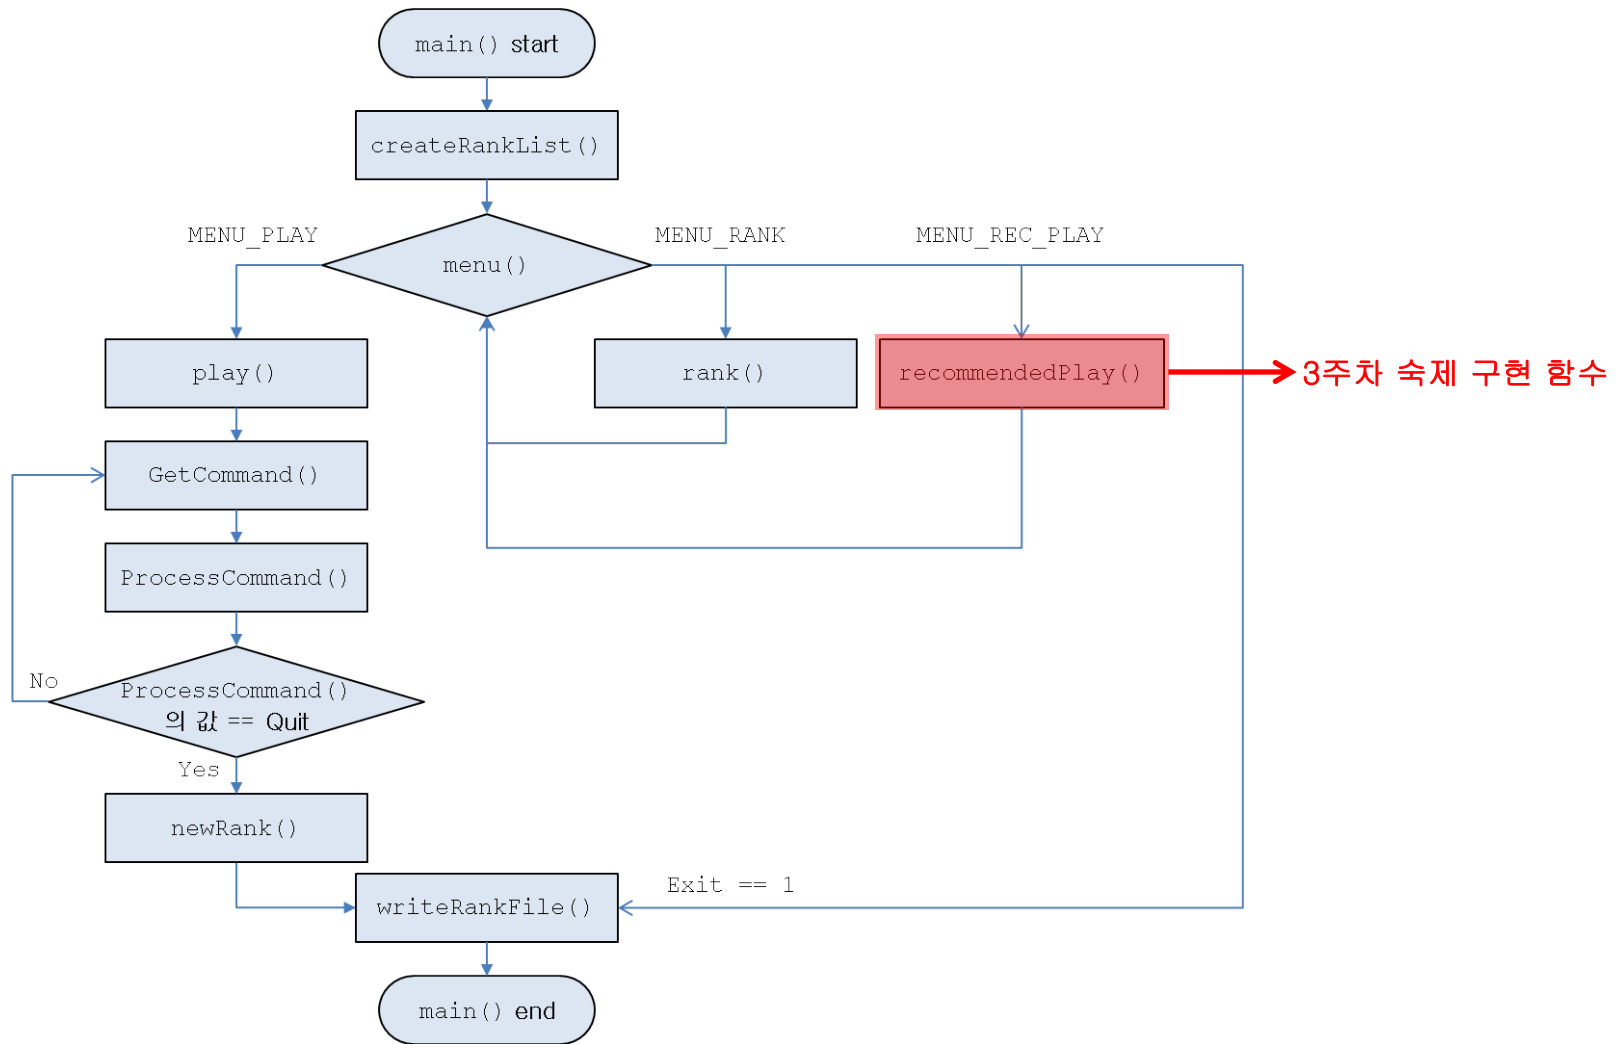 main() start
createRankList()
MENU_PLAY
MENU_RANK
MENU_REC_PLAY
menu()
play()
rank()
recommendedPlay()
3주차 숙제 구현 함수
GetCommand()
ProcessCommand()
No
ProcessCommand()
의 값 == Quit
Yes
newRank()
Exit == 1
writeRankFile()
main() end